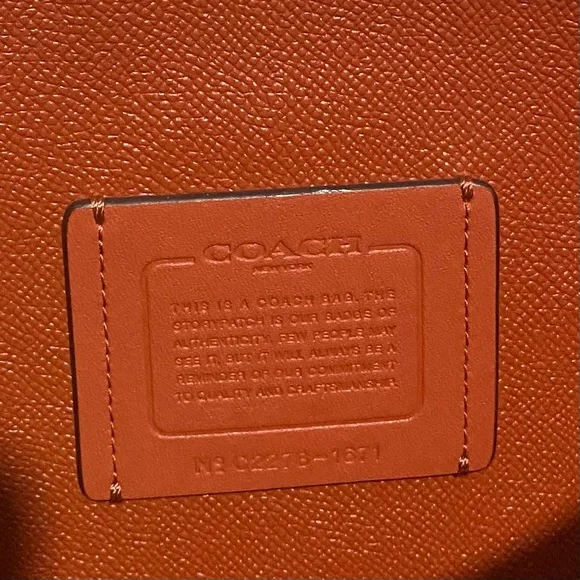 COACH
NEW YORK
THIS IS A COACH BAG. THE
STORYPATCH IS OUR BADGE OF
AUTHENTICITY. FEW PEOPLE MAY
SEE IT, BUT IT WILL ALWAYS BE A
REMINDER OF OUR COMMITMENT
TO QUALITY AND CRAFTSMANSHIP.
Nº C2278-1671